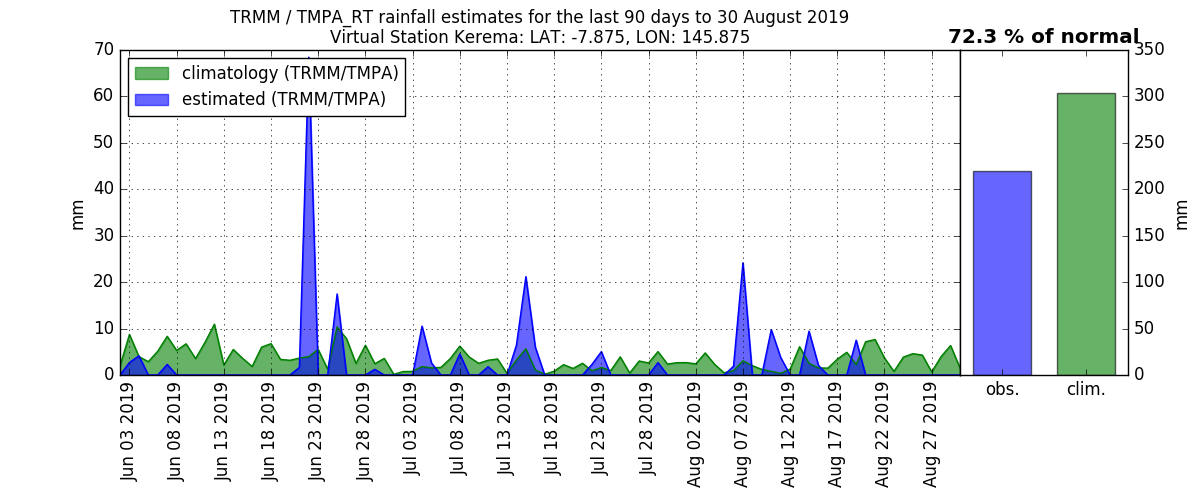 TRMM / TMPA_RT rainfall estimates for the last 90 days to 30 August 2019
Virtual Station Kerema: LAT: -7.875, LON: 145.875
72.3 % of normal
climatology (TRMM/TMPA)
estimated (TRMM/TMPA)
70
60
50
40
30
20
10
0
mm
Jun 03 2019
Jun 08 2019
Jun 13 2019
Jun 18 2019
Jun 23 2019
Jun 28 2019
Jul 03 2019
Jul 08 2019
Jul 13 2019
Jul 18 2019
Jul 23 2019
Jul 28 2019
Aug 02 2019
Aug 07 2019
Aug 12 2019
Aug 17 2019
Aug 22 2019
Aug 27 2019
obs.
clim.
350
300
250
200
150
100
50
0
mm